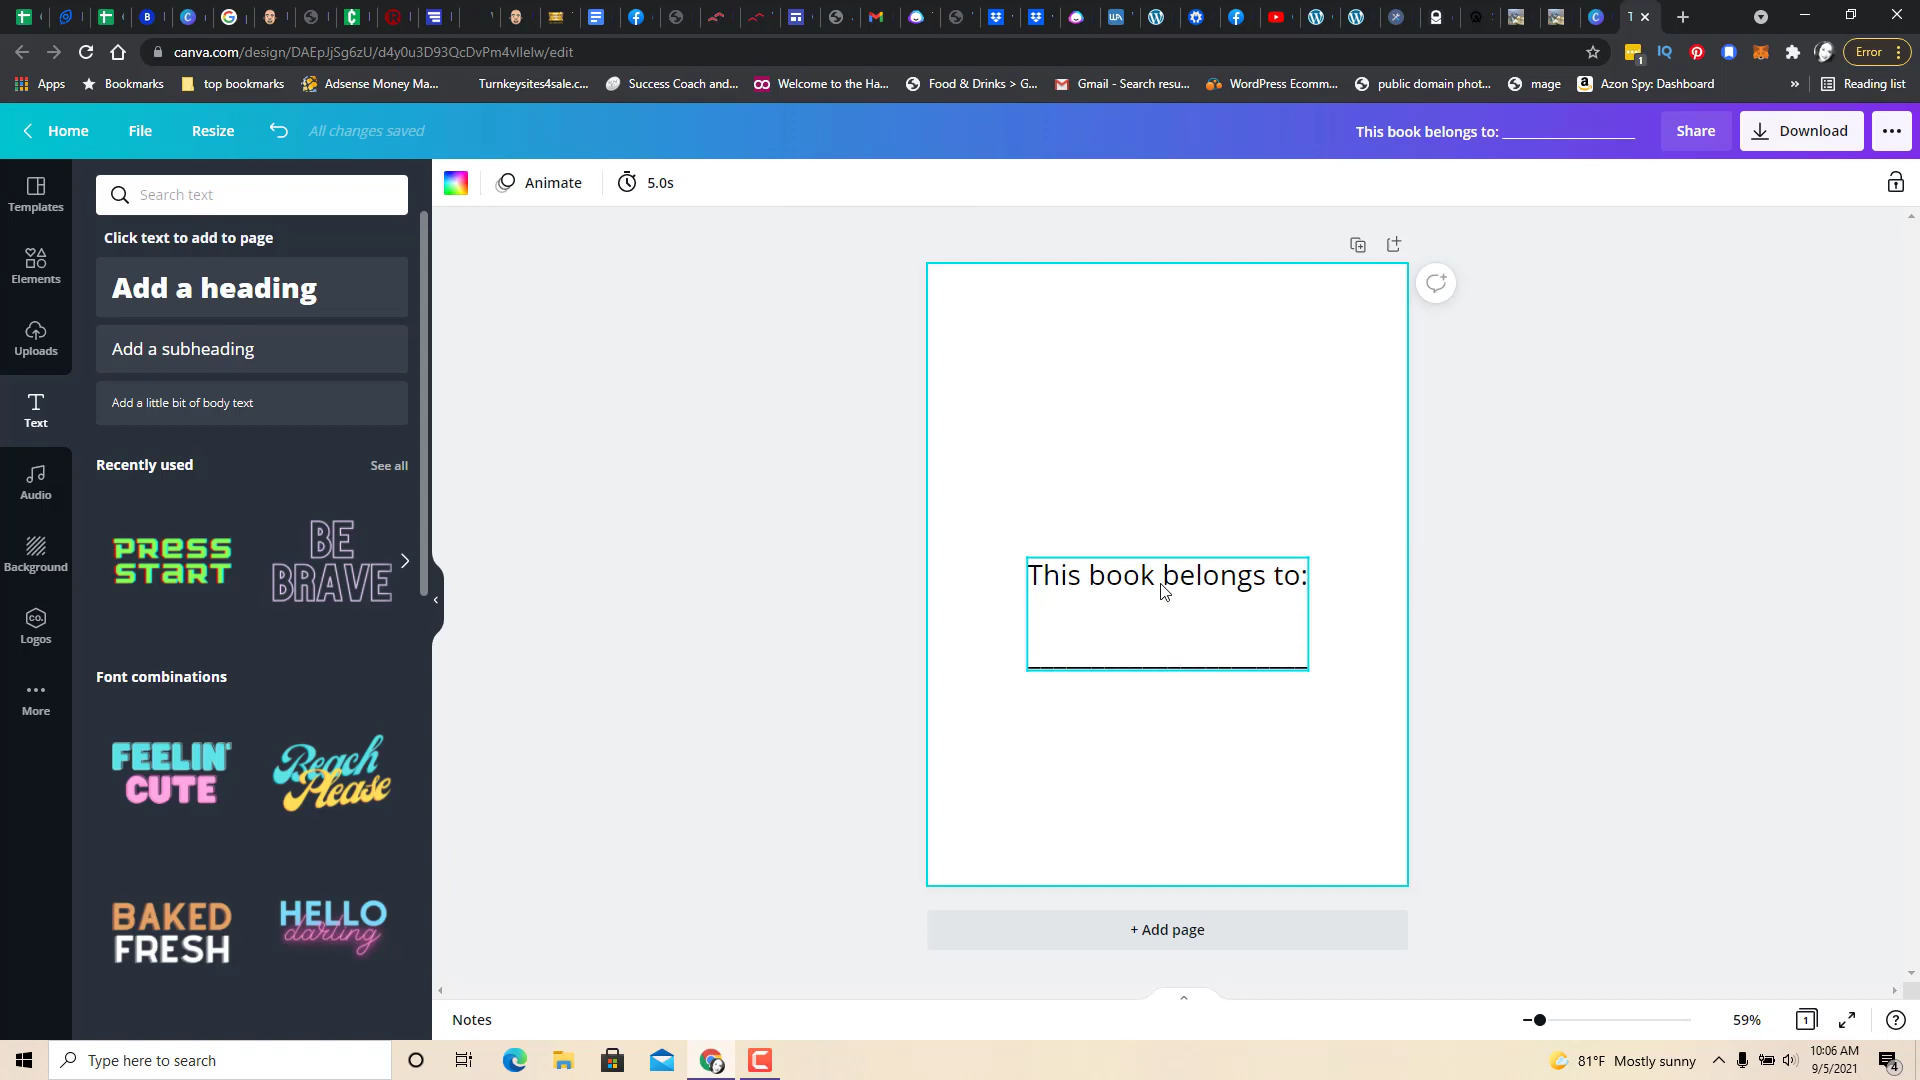 canva.com/design/DAEpJjSg6zU/d4y0u3D93QcDvPm4vllelw/edit
Error
Apps
Bookmarks
top bookmarks
Adsense Money Ma...
Turnkeysites4sale.c...
Success Coach and...
Welcome to the Ha...
Food & Drinks > G...
Gmail - Search resu...
WordPress Ecomm...
public domain phot...
mage
Azon Spy Dashboard
»
Reading list
Home
File
Resize
All changes saved
This book belongs to: ____________________
Share
Download
Templates
Elements
Uploads
Text
Audio
Background
Logos
More
Search text
Click text to add to page
Add a heading
Add a subheading
Add a little bit of body text
Recently used
See all
PRESS
START
BE
BRAVE
Font combinations
FEELIN'
CUTE
Beach
Please
BAKED
FRESH
HELLO
darling
Animate
5.0s
This book belongs to:
____________________
+ Add page
Notes
59%
1
Type here to search
81°F Mostly sunny
10:06 AM
9/5/2021
4